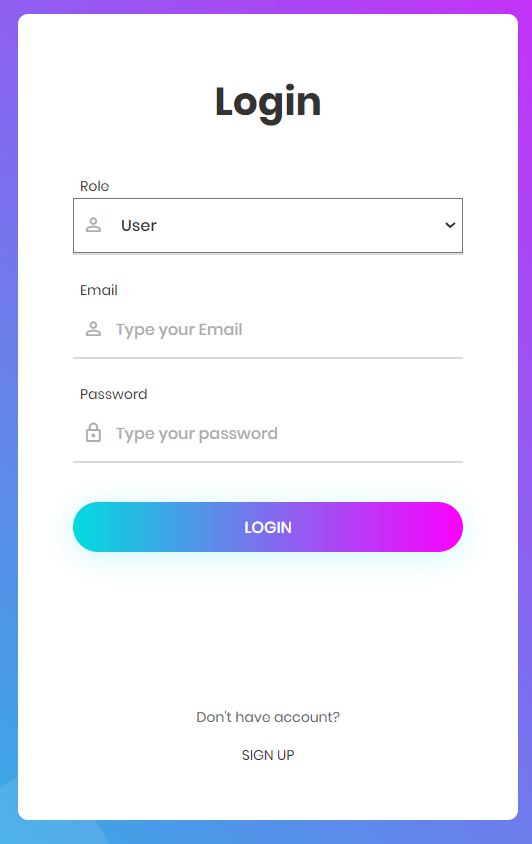 Login
Role
User
Email
Type your Email
Password
Type your password
LOGIN
Don't have account?
SIGN UP